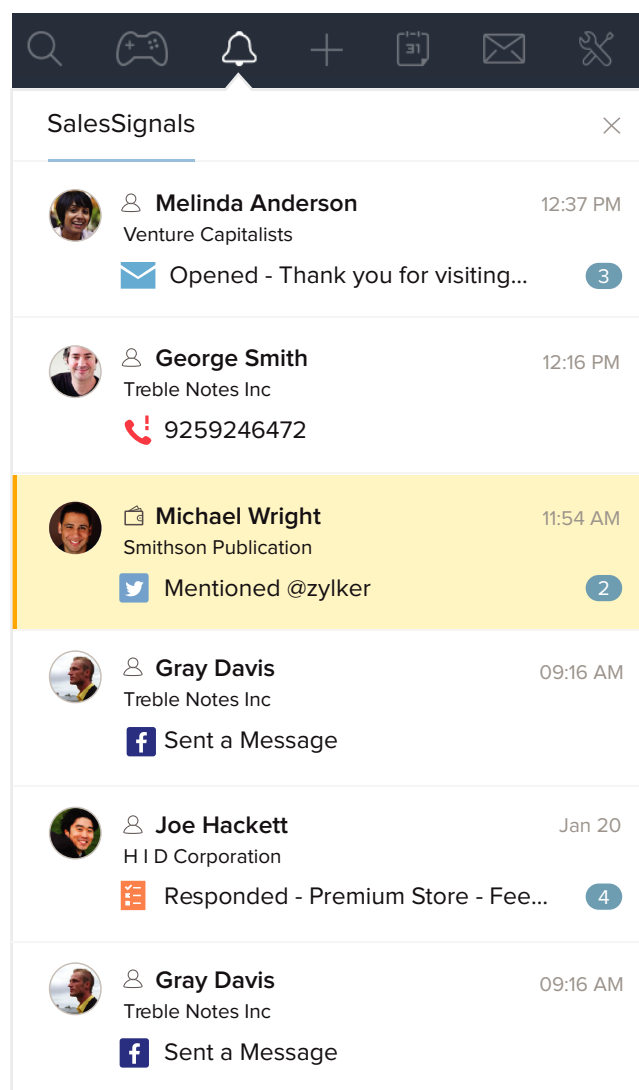 31
SalesSignals
Melinda Anderson
12:37 PM
Venture Capitalists
Opened - Thank you for visiting...
3
George Smith
12:16 PM
Treble Notes Inc
9259246472
Michael Wright
11:54 AM
Smithson Publication
Mentioned @zylker
2
Gray Davis
09:16 AM
Treble Notes Inc
Sent a Message
Joe Hackett
Jan 20
H I D Corporation
Responded - Premium Store - Fee...
4
Gray Davis
09:16 AM
Treble Notes Inc
Sent a Message